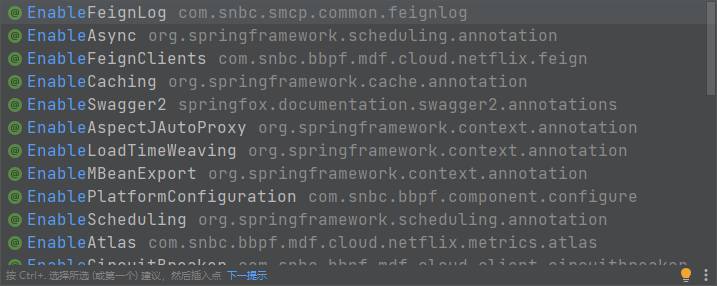 @ EnableFeignLog com.snbc.smcp.common.feignlog
@ EnableAsync org.springframework.scheduling.annotation
@ EnableFeignClients com.snbc.bbpf.mdf.cloud.netflix.feign
@ EnableCaching org.springframework.cache.annotation
@ EnableSwagger2 springfox.documentation.swagger2.annotations
@ EnableAspectJAutoProxy org.springframework.context.annotation
@ EnableLoadTimeWeaving org.springframework.context.annotation
@ EnableMBeanExport org.springframework.context.annotation
@ EnablePlatformConfiguration com.snbc.bbpf.component.configure
@ EnableScheduling org.springframework.scheduling.annotation
@ EnableAtlas com.snbc.bbpf.mdf.cloud.netflix.metrics.atlas
@ EnableCircuitBreaker com.snbc.bbpf.mdf.cloud.client.circuitbreaker
按 Ctrl+. 选择所选 (或第一个) 建议，然后插入点 下一提示